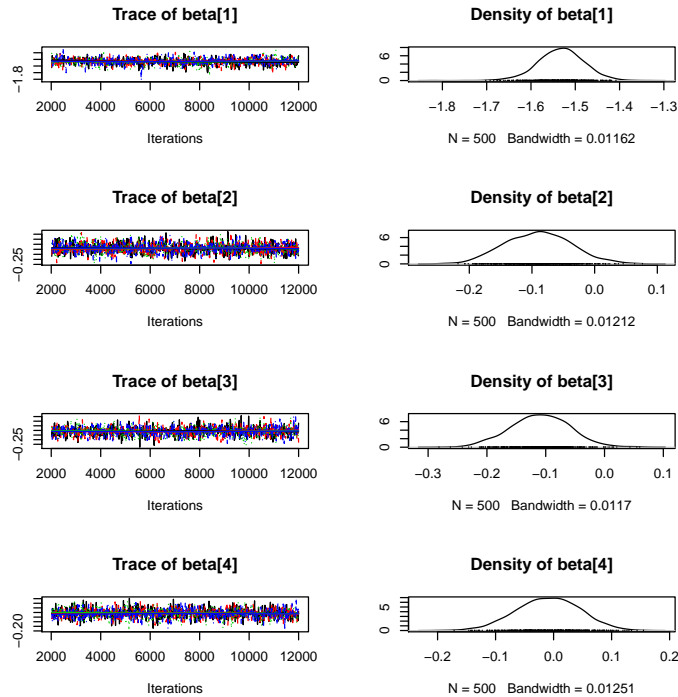 Trace of beta[1]
−1.8
2000 4000 6000 8000 10000 12000
Iterations
Density of beta[1]
0 4 8
−1.8 −1.7 −1.6 −1.5 −1.4 −1.3
N = 500 Bandwidth = 0.01162
Trace of beta[2]
−0.25
2000 4000 6000 8000 10000 12000
Iterations
Density of beta[2]
0 6
−0.2 −0.1 0.0 0.1
N = 500 Bandwidth = 0.01212
Trace of beta[3]
−0.25
2000 4000 6000 8000 10000 12000
Iterations
Density of beta[3]
0 6
−0.3 −0.2 −0.1 0.0 0.1
N = 500 Bandwidth = 0.0117
Trace of beta[4]
−0.20
2000 4000 6000 8000 10000 12000
Iterations
Density of beta[4]
0 5
−0.2 −0.1 0.0 0.1 0.2
N = 500 Bandwidth = 0.01251